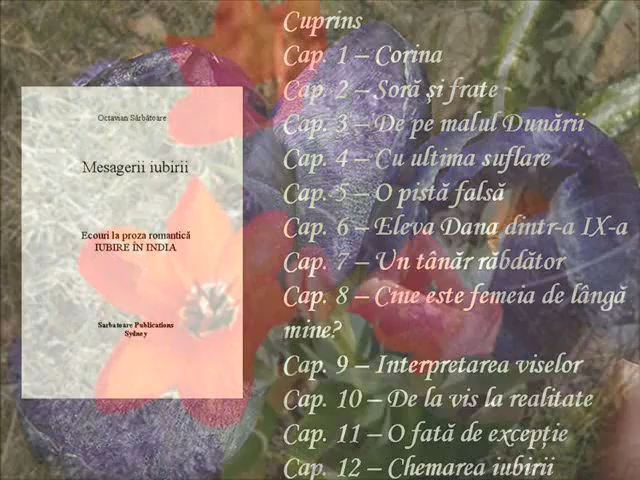 Octavian Sărbătoare
Mesagerii iubirii
Ecouri la proza romantică
IUBIRE ÎN INDIA
Sarbatoare Publications
Sydney
Cuprins
Cap. 1 – Corina
Cap. 2 – Soră şi frate
Cap. 3 – De pe malul Dunării
Cap. 4 – Cu ultima suflare
Cap. 5 – O pistă falsă
Cap. 6 – Eleva Dana dintr-a IX-a
Cap. 7 – Un tânăr răbdător
Cap. 8 – Cine este femeia de lângă
mine?
Cap. 9 – Interpretarea viselor
Cap. 10 – De la vis la realitate
Cap. 11 – O fată de excepţie
Cap. 12 – Chemarea iubirii